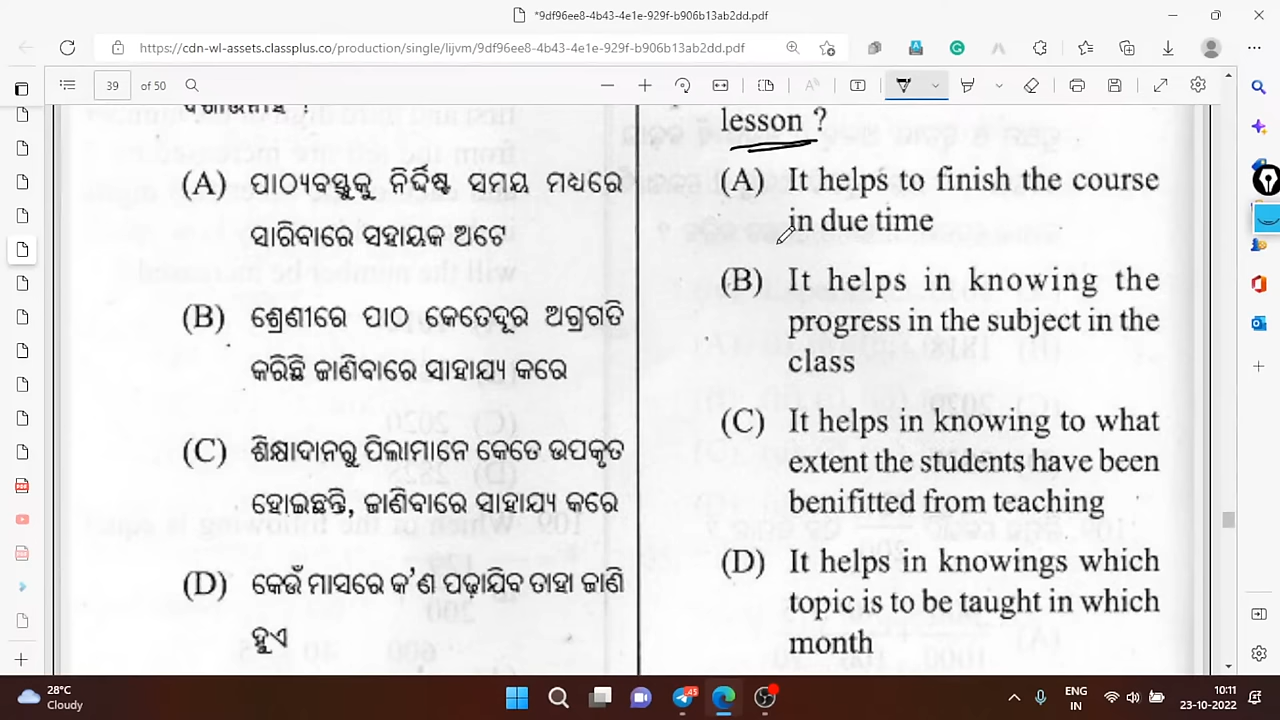 *9df96ee8-4b43-4e1e-929f-b906b13ab2dd.pdf
https://cdn-wl-assets.classplus.co/production/single/lijvm/9df96ee8-4b43-4e1e-929f-b906b13ab2dd.pdf
39 of 50
(A) ପାଠ୍ୟବସ୍ତୁକୁ ନିର୍ଦ୍ଦିଷ୍ଟ ସମୟ ମଧ୍ୟରେ
ସାରିବାରେ ସହାୟକ ଅଟେ
(B) ଶ୍ରେଣୀରେ ପାଠ କେତେଦୂର ଅଗ୍ରଗତି
କରିଛି ଜାଣିବାରେ ସାହାଯ୍ୟ କରେ
(C) ଶିକ୍ଷାଦାନରୁ ପିଲାମାନେ କେତେ ଉପକୃତ
ହୋଇଛନ୍ତି, ଜାଣିବାରେ ସାହାଯ୍ୟ କରେ
(D) କେଉଁ ମାସରେ କ'ଣ ପଢ଼ାଯିବ ତାହା ଜାଣି
ହୁଏ
lesson ?
(A) It helps to finish the course
in due time
(B) It helps in knowing the
progress in the subject in the
class
(C) It helps in knowing to what
extent the students have been
benifitted from teaching
(D) It helps in knowings which
topic is to be taught in which
month
28°C
Cloudy
45
ENG
IN
10:11
23-10-2022